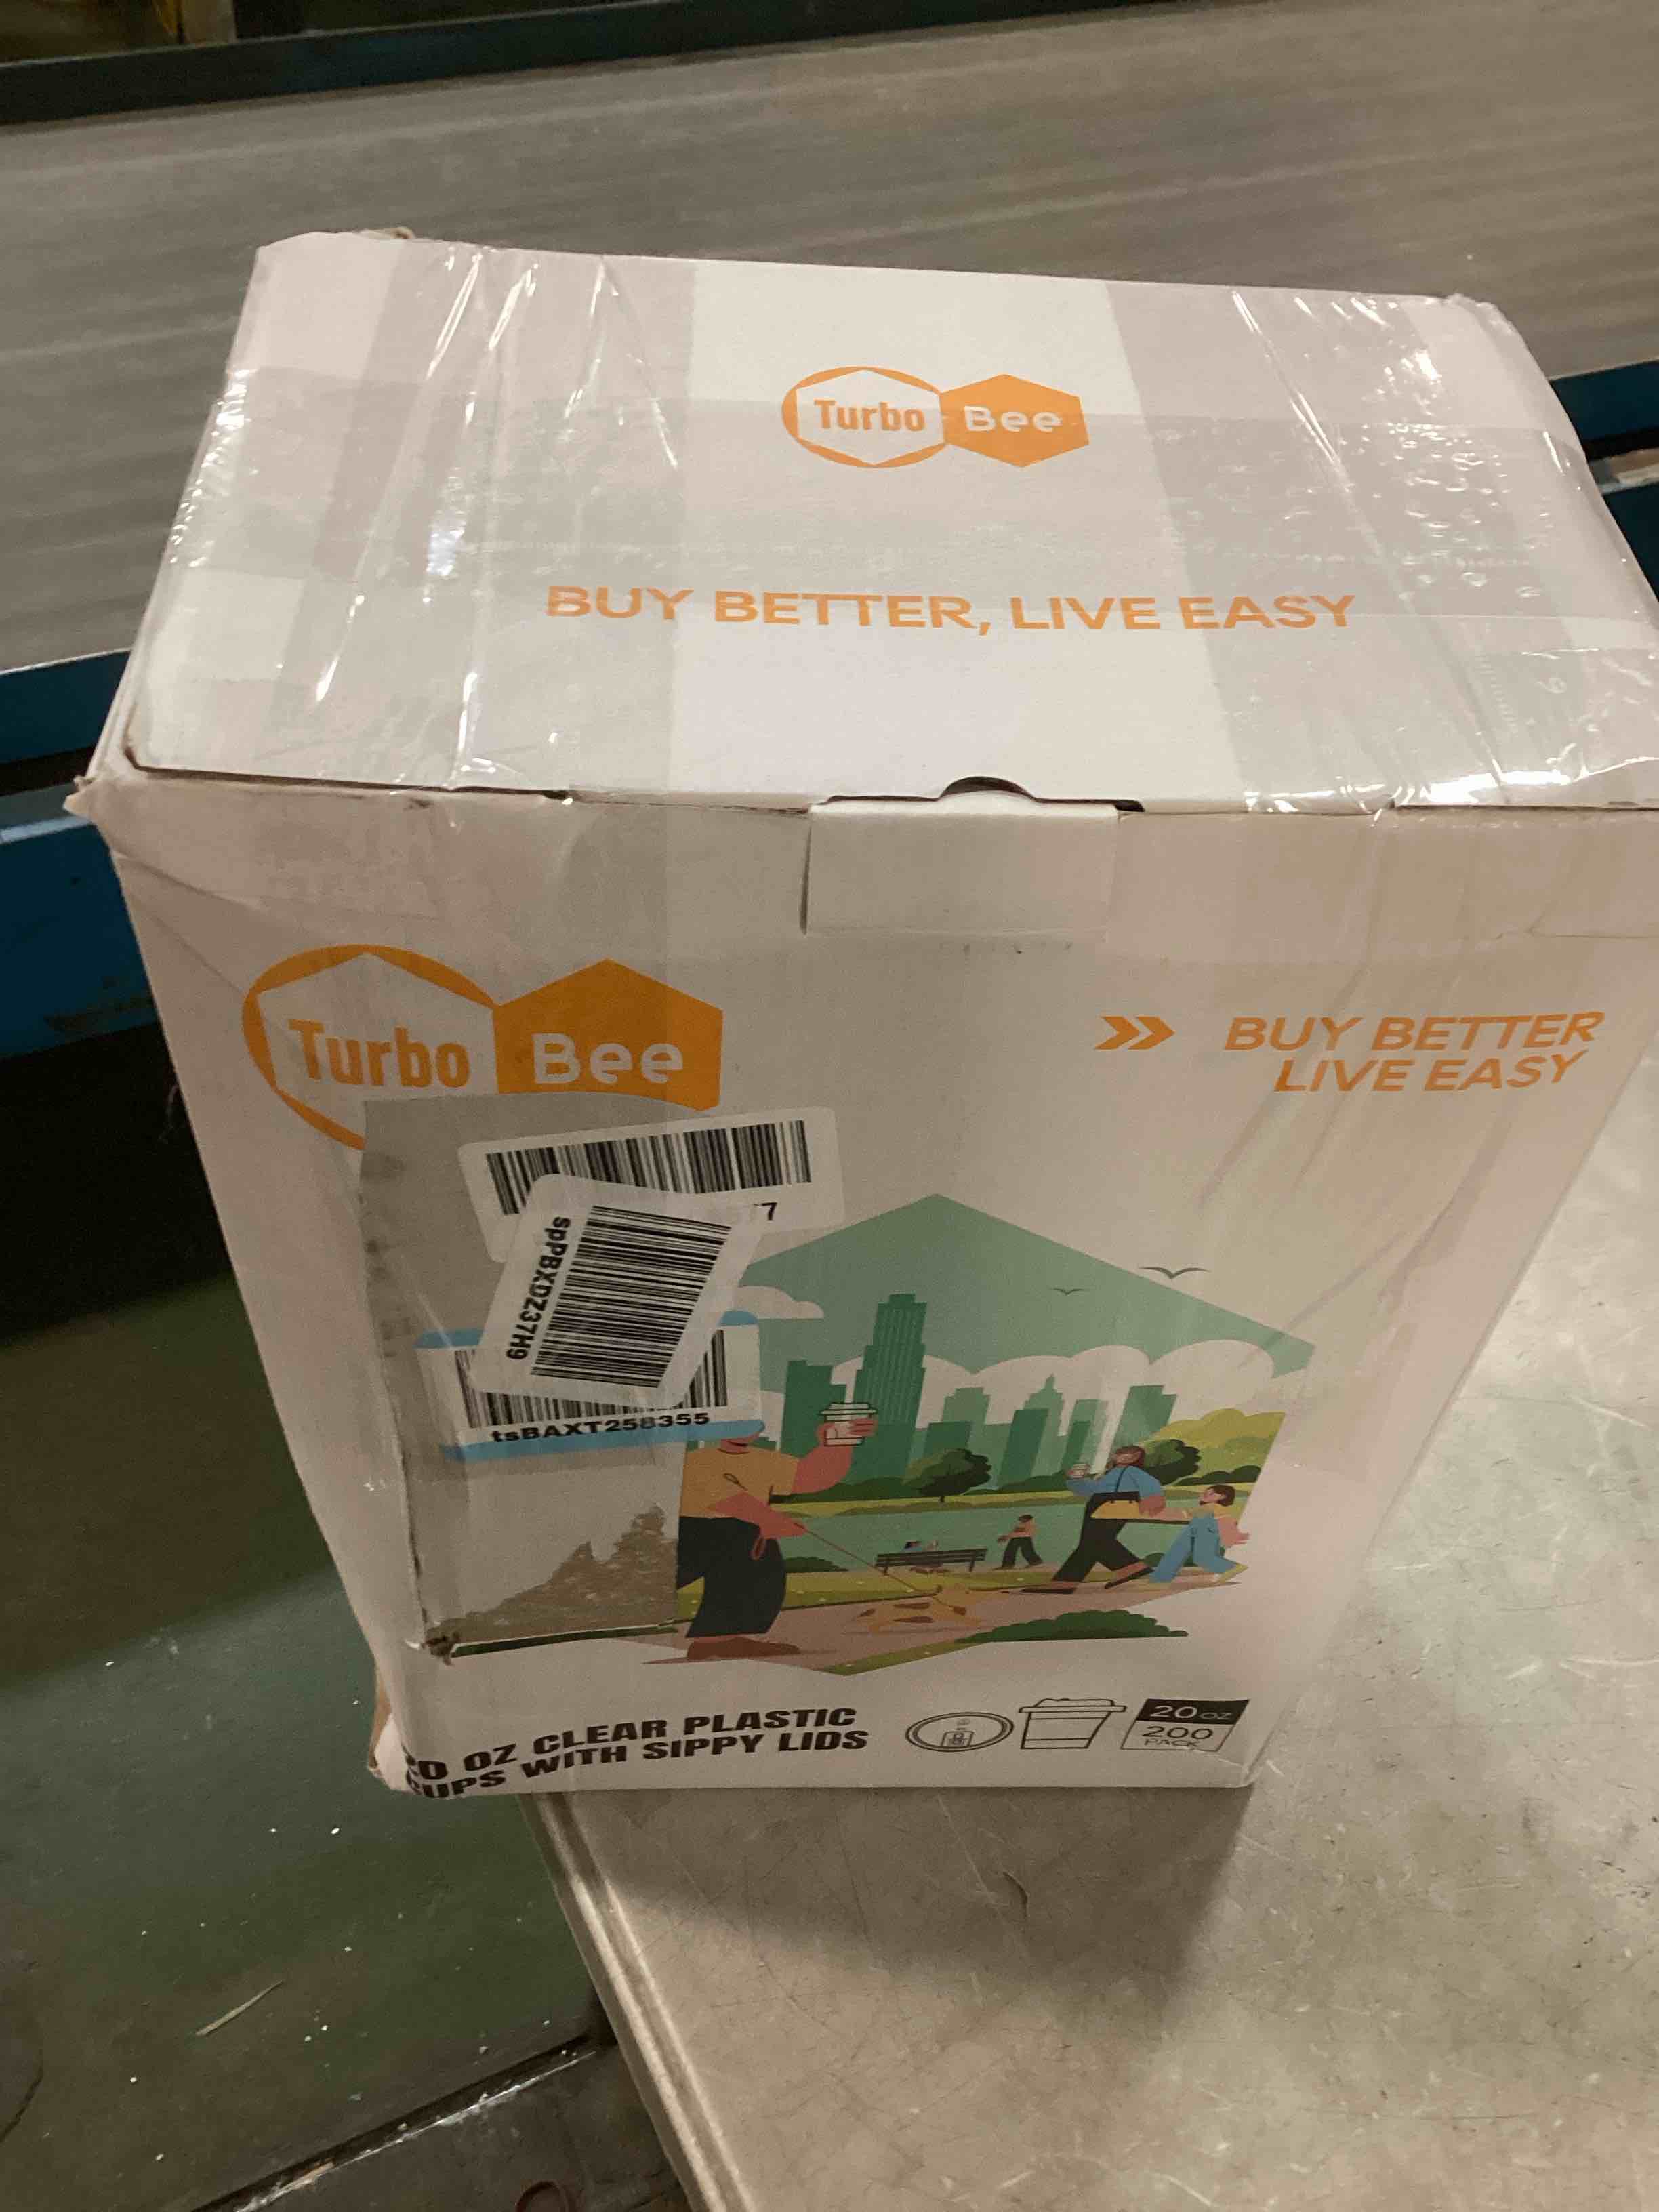 Turbo Bee
BUY BETTER, LIVE EASY
Turbo Bee
BUY BETTER
LIVE EASY
7
spPBXDZ37H9
tsBAXT258355
OZ CLEAR PLASTIC
WITH SIPPY LIDS
20 oz
200
PACK